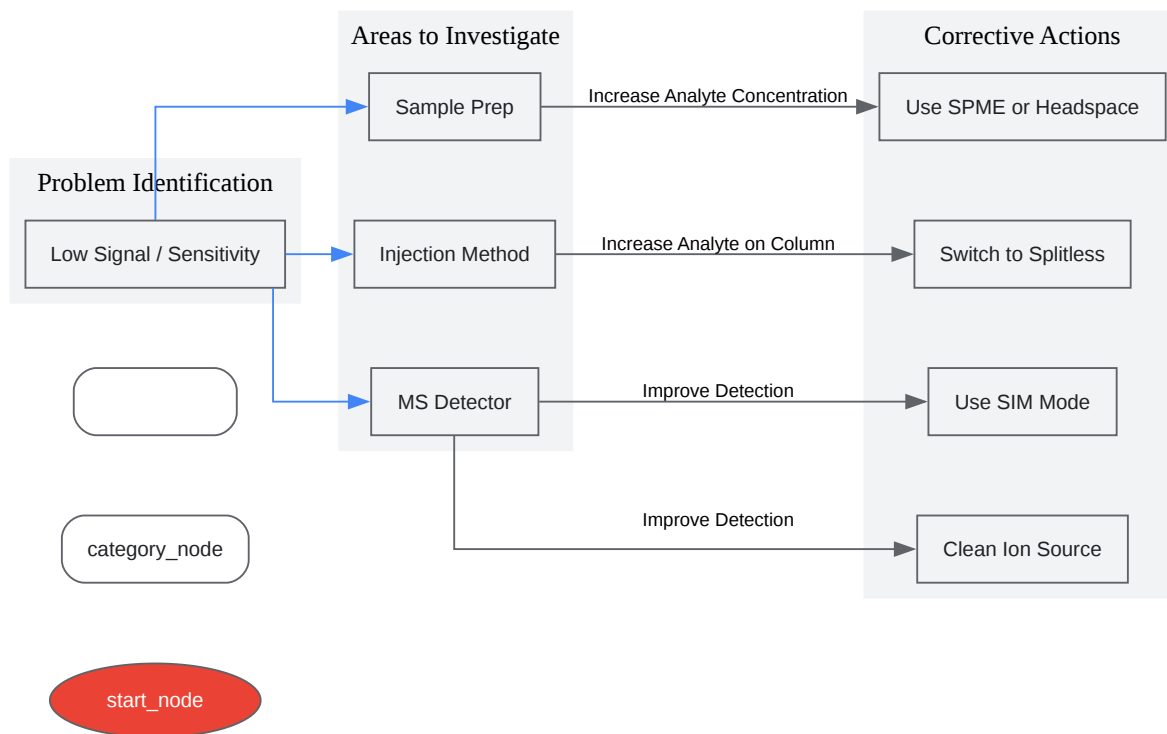 Areas to Investigate
Corrective Actions
Sample Prep
Increase Analyte Concentration
Use SPME or Headspace
Problem Identification
Low Signal / Sensitivity
Injection Method
Increase Analyte on Column
Switch to Splitless
MS Detector
Improve Detection
Use SIM Mode
Improve Detection
Clean Ion Source
category_node
start_node